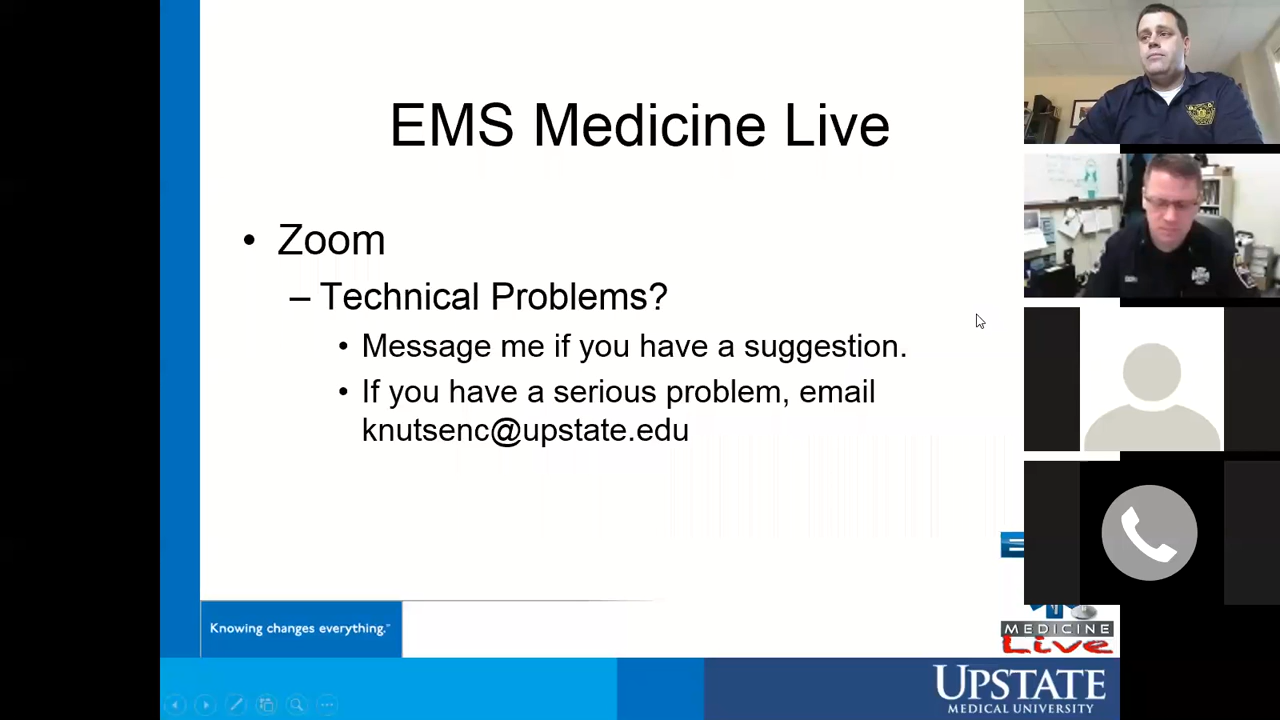 EMS Medicine Live
• Zoom
– Technical Problems?
• Message me if you have a suggestion.
• If you have a serious problem, email
knutsenc@upstate.edu
Knowing changes everything.™
MEDICINE
Live
UPSTATE
MEDICAL UNIVERSITY